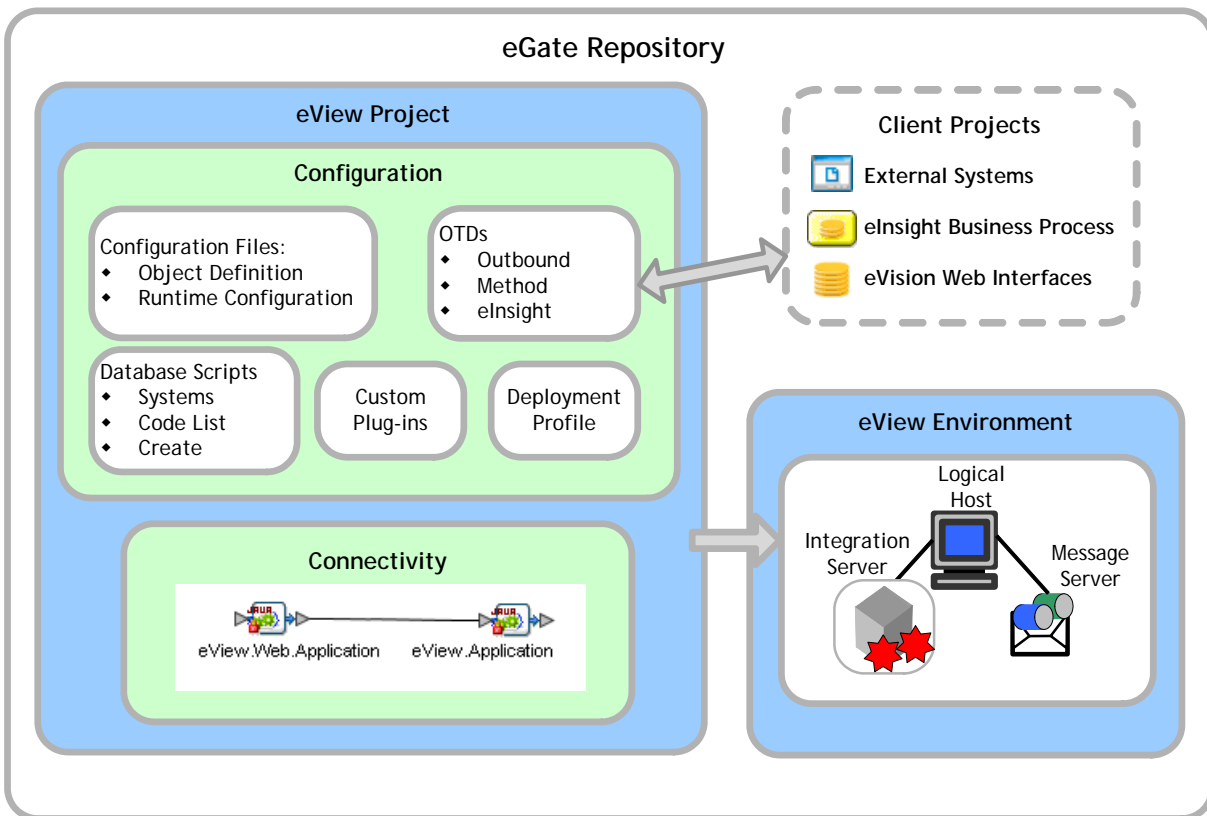 eGate Repository
eView Project
Configuration
Configuration Files:
◆ Object Definition
◆ Runtime Configuration
OTDs
◆ Outbound
◆ Method
◆ eInsight
Database Scripts
◆ Systems
◆ Code List
◆ Create
Custom
Plug-ins
Deployment
Profile
Connectivity
JAVA
JAVA
eView.Web.Application
eView.Application
Client Projects
External Systems
eInsight Business Process
eVision Web Interfaces
eView Environment
Logical
Host
Integration
Server
Message
Server